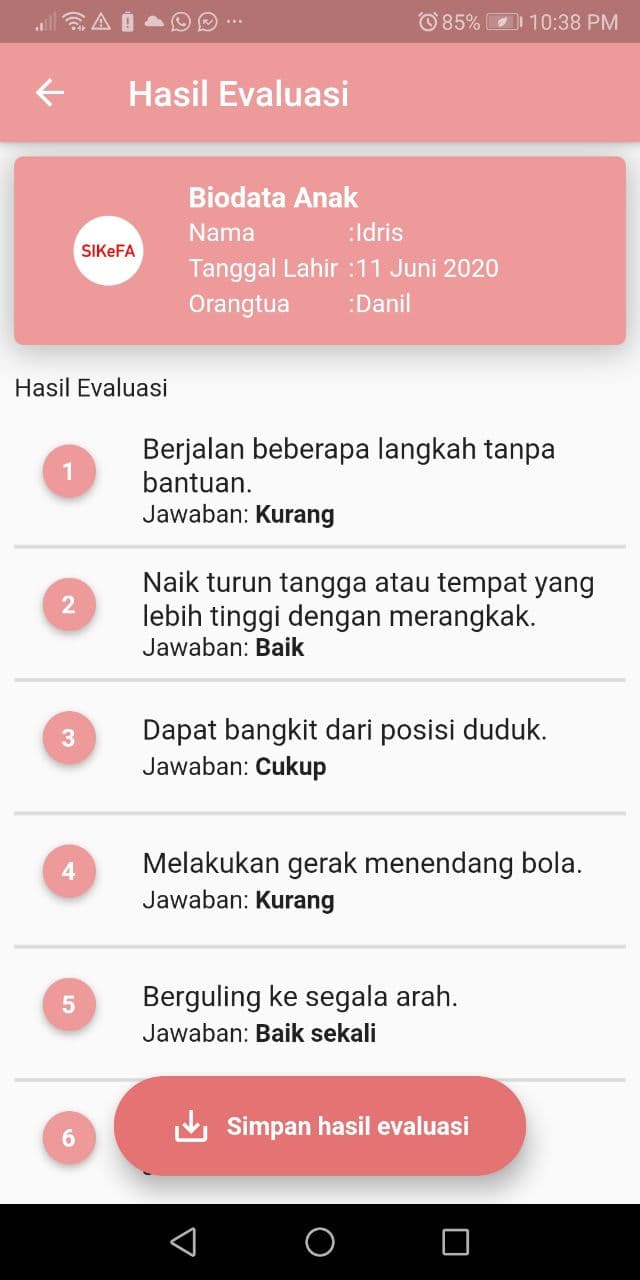 85% 10:38 PM
Hasil Evaluasi
Biodata Anak
SIKeFA
Nama :Idris
Tanggal Lahir :11 Juni 2020
Orangtua :Danil
Hasil Evaluasi
1
Berjalan beberapa langkah tanpa
bantuan.
Jawaban: Kurang
2
Naik turun tangga atau tempat yang
lebih tinggi dengan merangkak.
Jawaban: Baik
3
Dapat bangkit dari posisi duduk.
Jawaban: Cukup
4
Melakukan gerak menendang bola.
Jawaban: Kurang
5
Berguling ke segala arah.
Jawaban: Baik sekali
6
Simpan hasil evaluasi